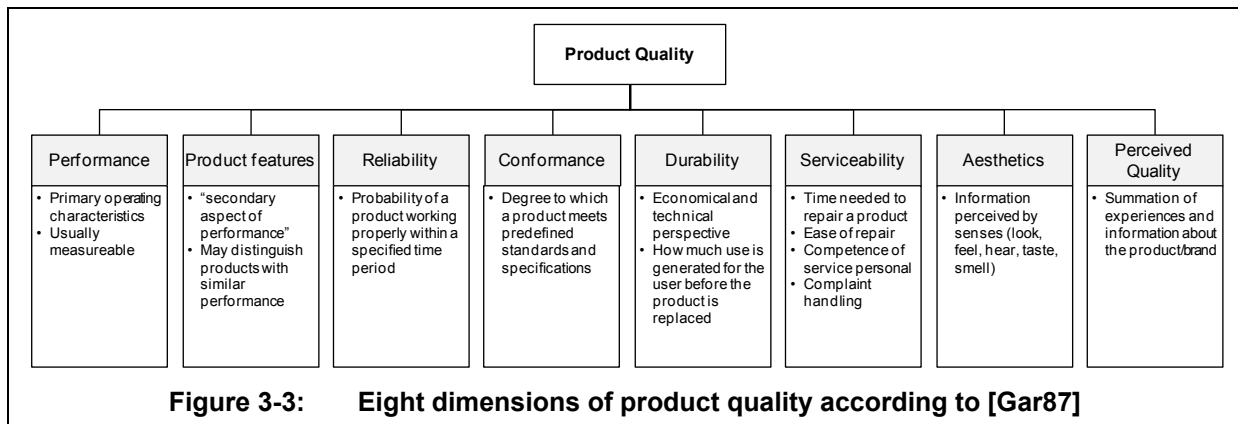 Product Quality
Performance
• Primary operating
characteristics
• Usually
measureable
Product features
• “secondary
aspect of
performance”
• May distinguish
products with
similar
performance
Reliability
• Probability of a
product working
properly within a
specified time
period
Conformance
• Degree to which
a product meets
predefined
standards and
specifications
Durability
• Economical and
technical
perspective
• How much use is
generated for the
user before the
product is
replaced
Serviceability
• Time needed to
repair a product
• Ease of repair
• Competence of
service personal
• Complaint
handling
Aesthetics
• Information
perceived by
senses (look,
feel, hear, taste,
smell)
Perceived
Quality
• Summation of
experiences and
information about
the product/brand
Figure 3-3: Eight dimensions of product quality according to [Gar87]